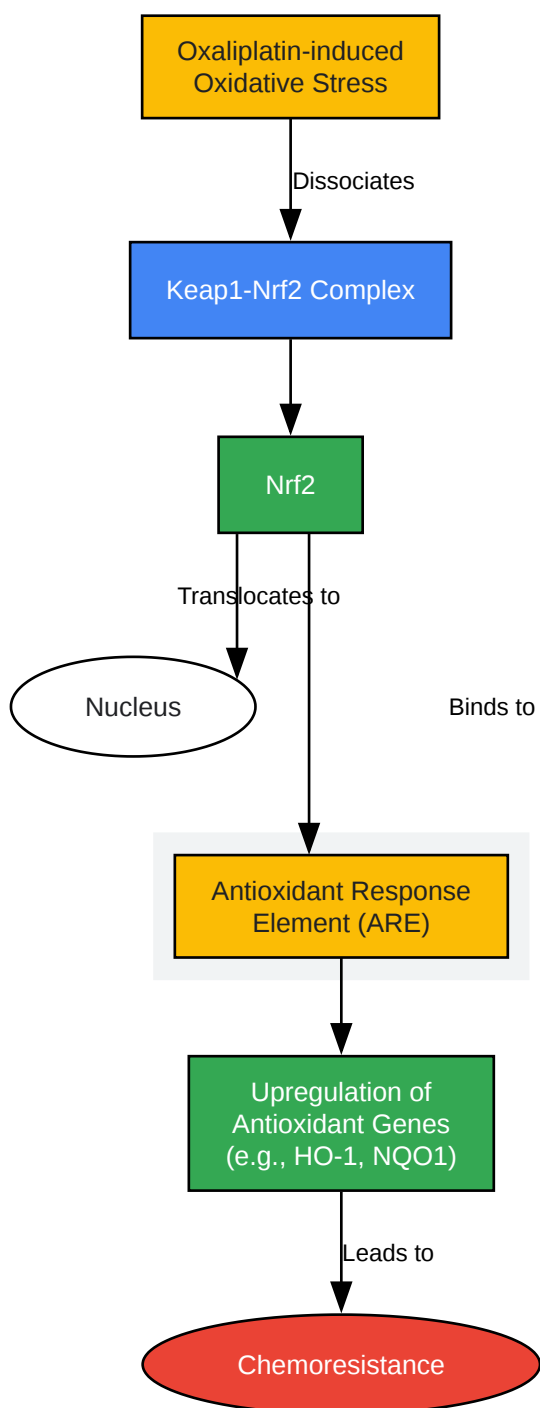 Oxaliplatin-induced
Oxidative Stress
Dissociates
Keap1-Nrf2 Complex
Nrf2
Translocates to
Nucleus
Binds to
Antioxidant Response
Element (ARE)
Upregulation of
Antioxidant Genes
(e.g., HO-1, NQO1)
Leads to
Chemoresistance